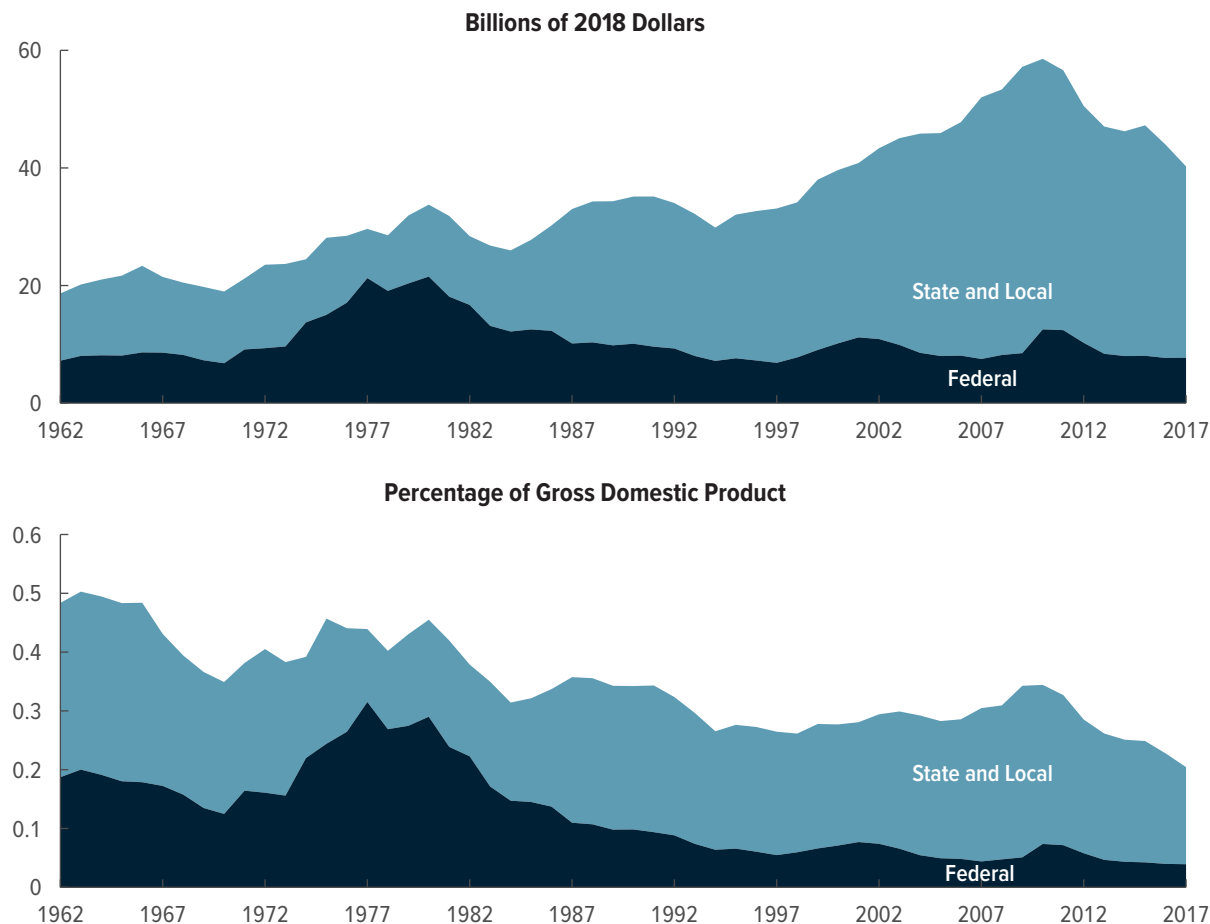 Billions of 2018 Dollars
60
40
20
0
State and Local
Federal
1962 1967 1972 1977 1982 1987 1992 1997 2002 2007 2012 2017
Percentage of Gross Domestic Product
0.6
0.5
0.4
0.3
0.2
0.1
0
State and Local
Federal
1962 1967 1972 1977 1982 1987 1992 1997 2002 2007 2012 2017